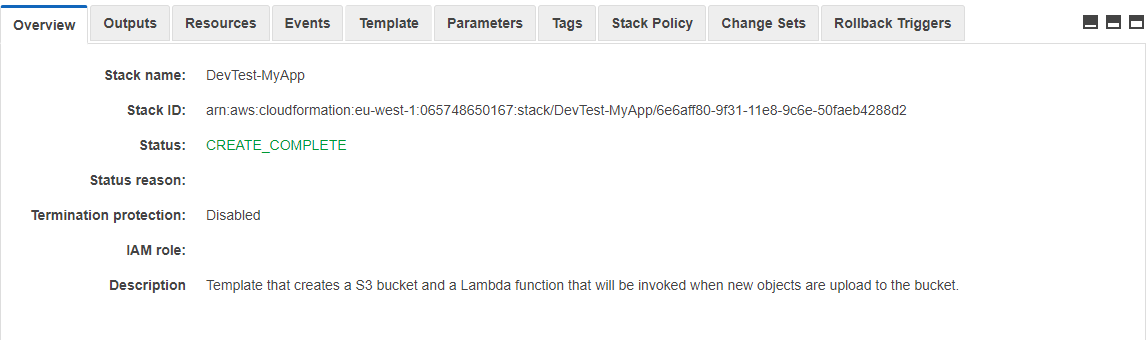 Overview Outputs Resources Events Template Parameters Tags Stack Policy Change Sets Rollback Triggers
Stack name: DevTest-MyApp
Stack ID: arn:aws:cloudformation:eu-west-1:065748650167:stack/DevTest-MyApp/6e6aff80-9f31-11e8-9c6e-50faeb4288d2
Status: CREATE_COMPLETE
Status reason:
Termination protection: Disabled
IAM role:
Description Template that creates a S3 bucket and a Lambda function that will be invoked when new objects are upload to the bucket.